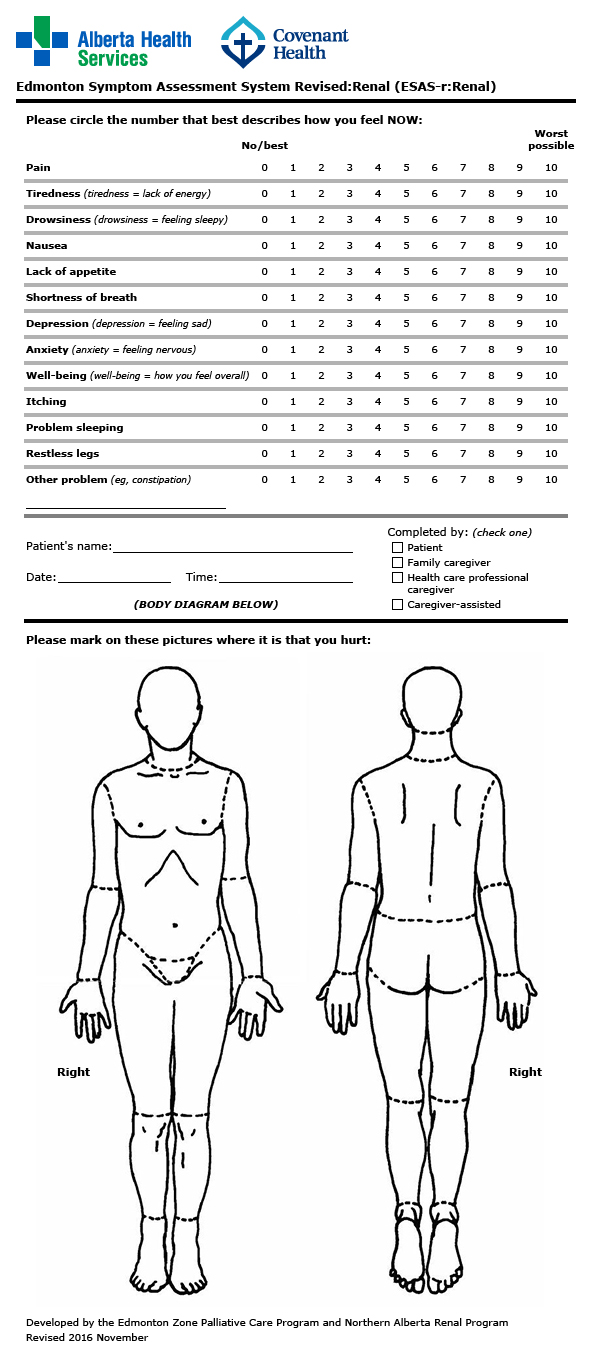 Alberta Health
Services
Covenant
Health
Edmonton Symptom Assessment System Revised:Renal (ESAS-r:Renal)
Please circle the number that best describes how you feel NOW:
No/best Worst possible
Pain 0 1 2 3 4 5 6 7 8 9 10
Tiredness (tiredness = lack of energy) 0 1 2 3 4 5 6 7 8 9 10
Drowsiness (drowsiness = feeling sleepy) 0 1 2 3 4 5 6 7 8 9 10
Nausea 0 1 2 3 4 5 6 7 8 9 10
Lack of appetite 0 1 2 3 4 5 6 7 8 9 10
Shortness of breath 0 1 2 3 4 5 6 7 8 9 10
Depression (depression = feeling sad) 0 1 2 3 4 5 6 7 8 9 10
Anxiety (anxiety = feeling nervous) 0 1 2 3 4 5 6 7 8 9 10
Well-being (well-being = how you feel overall) 0 1 2 3 4 5 6 7 8 9 10
Itching 0 1 2 3 4 5 6 7 8 9 10
Problem sleeping 0 1 2 3 4 5 6 7 8 9 10
Restless legs 0 1 2 3 4 5 6 7 8 9 10
Other problem (eg, constipation) 0 1 2 3 4 5 6 7 8 9 10
Patient's name:
Date: Time:
(BODY DIAGRAM BELOW)
Completed by: (check one)
Patient
Family caregiver
Health care professional
caregiver
Caregiver-assisted
Please mark on these pictures where it is that you hurt:
Right Right
Developed by the Edmonton Zone Palliative Care Program and Northern Alberta Renal Program
Revised 2016 November